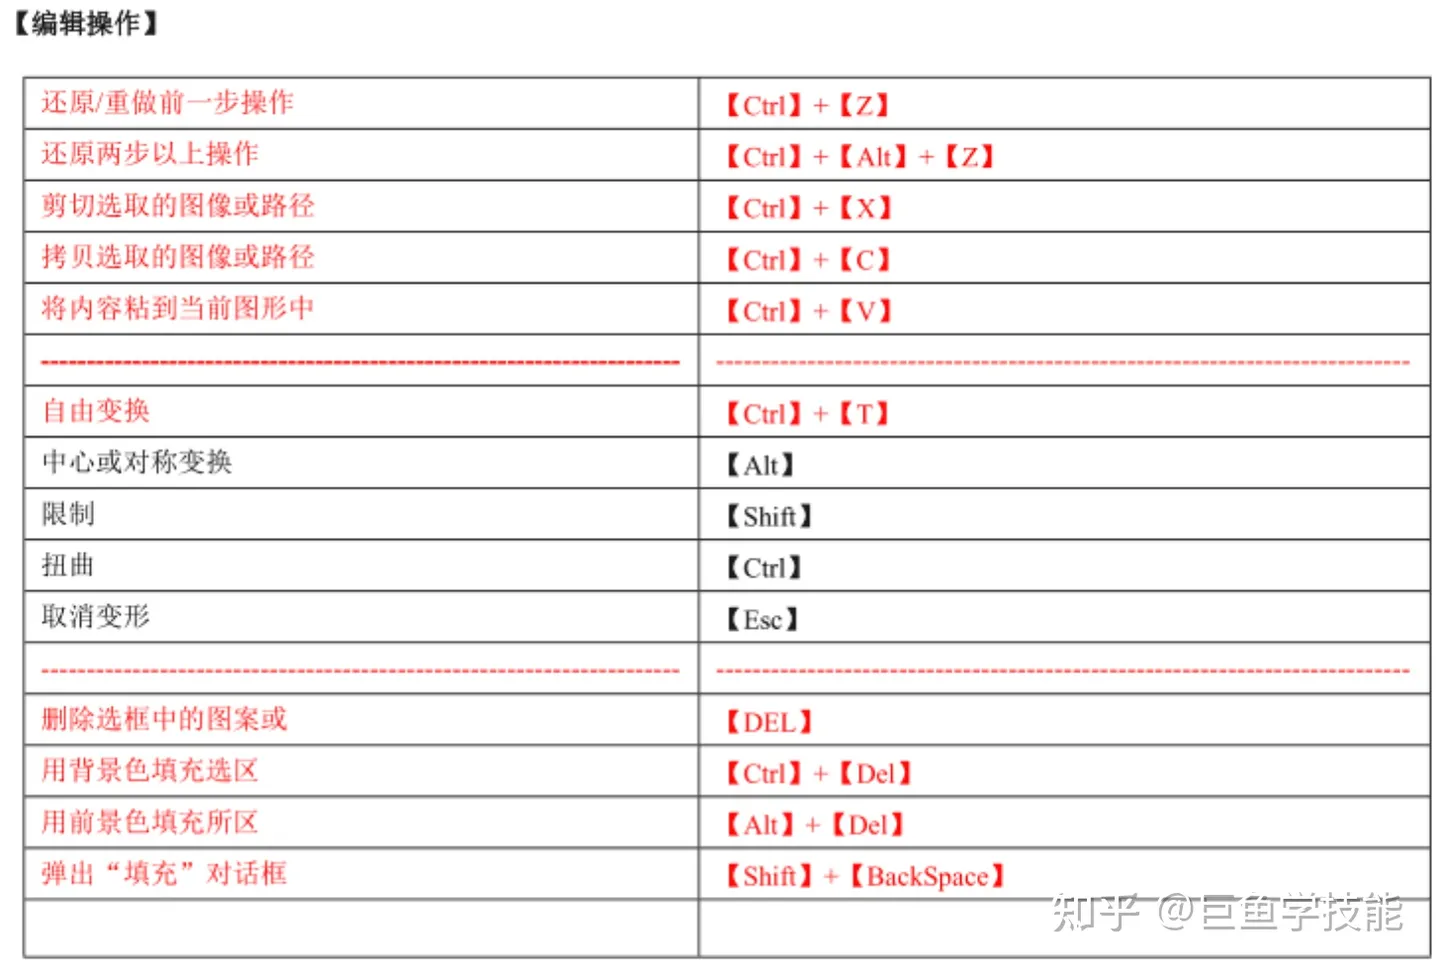 【编辑操作】
还原/重做前一步操作 【Ctrl】+【Z】
还原两步以上操作 【Ctrl】+【Alt】+【Z】
剪切选取的图像或路径 【Ctrl】+【X】
拷贝选取的图像或路径 【Ctrl】+【C】
将内容粘到当前图形中 【Ctrl】+【V】
自由变换 【Ctrl】+【T】
中心或对称变换 【Alt】
限制 【Shift】
扭曲 【Ctrl】
取消变形 【Esc】
删除选框中的图案或 【DEL】
用背景色填充选区 【Ctrl】+【Del】
用前景色填充所区 【Alt】+【Del】
弹出“填充”对话框 【Shift】+【BackSpace】
知乎 @巨鱼学技能